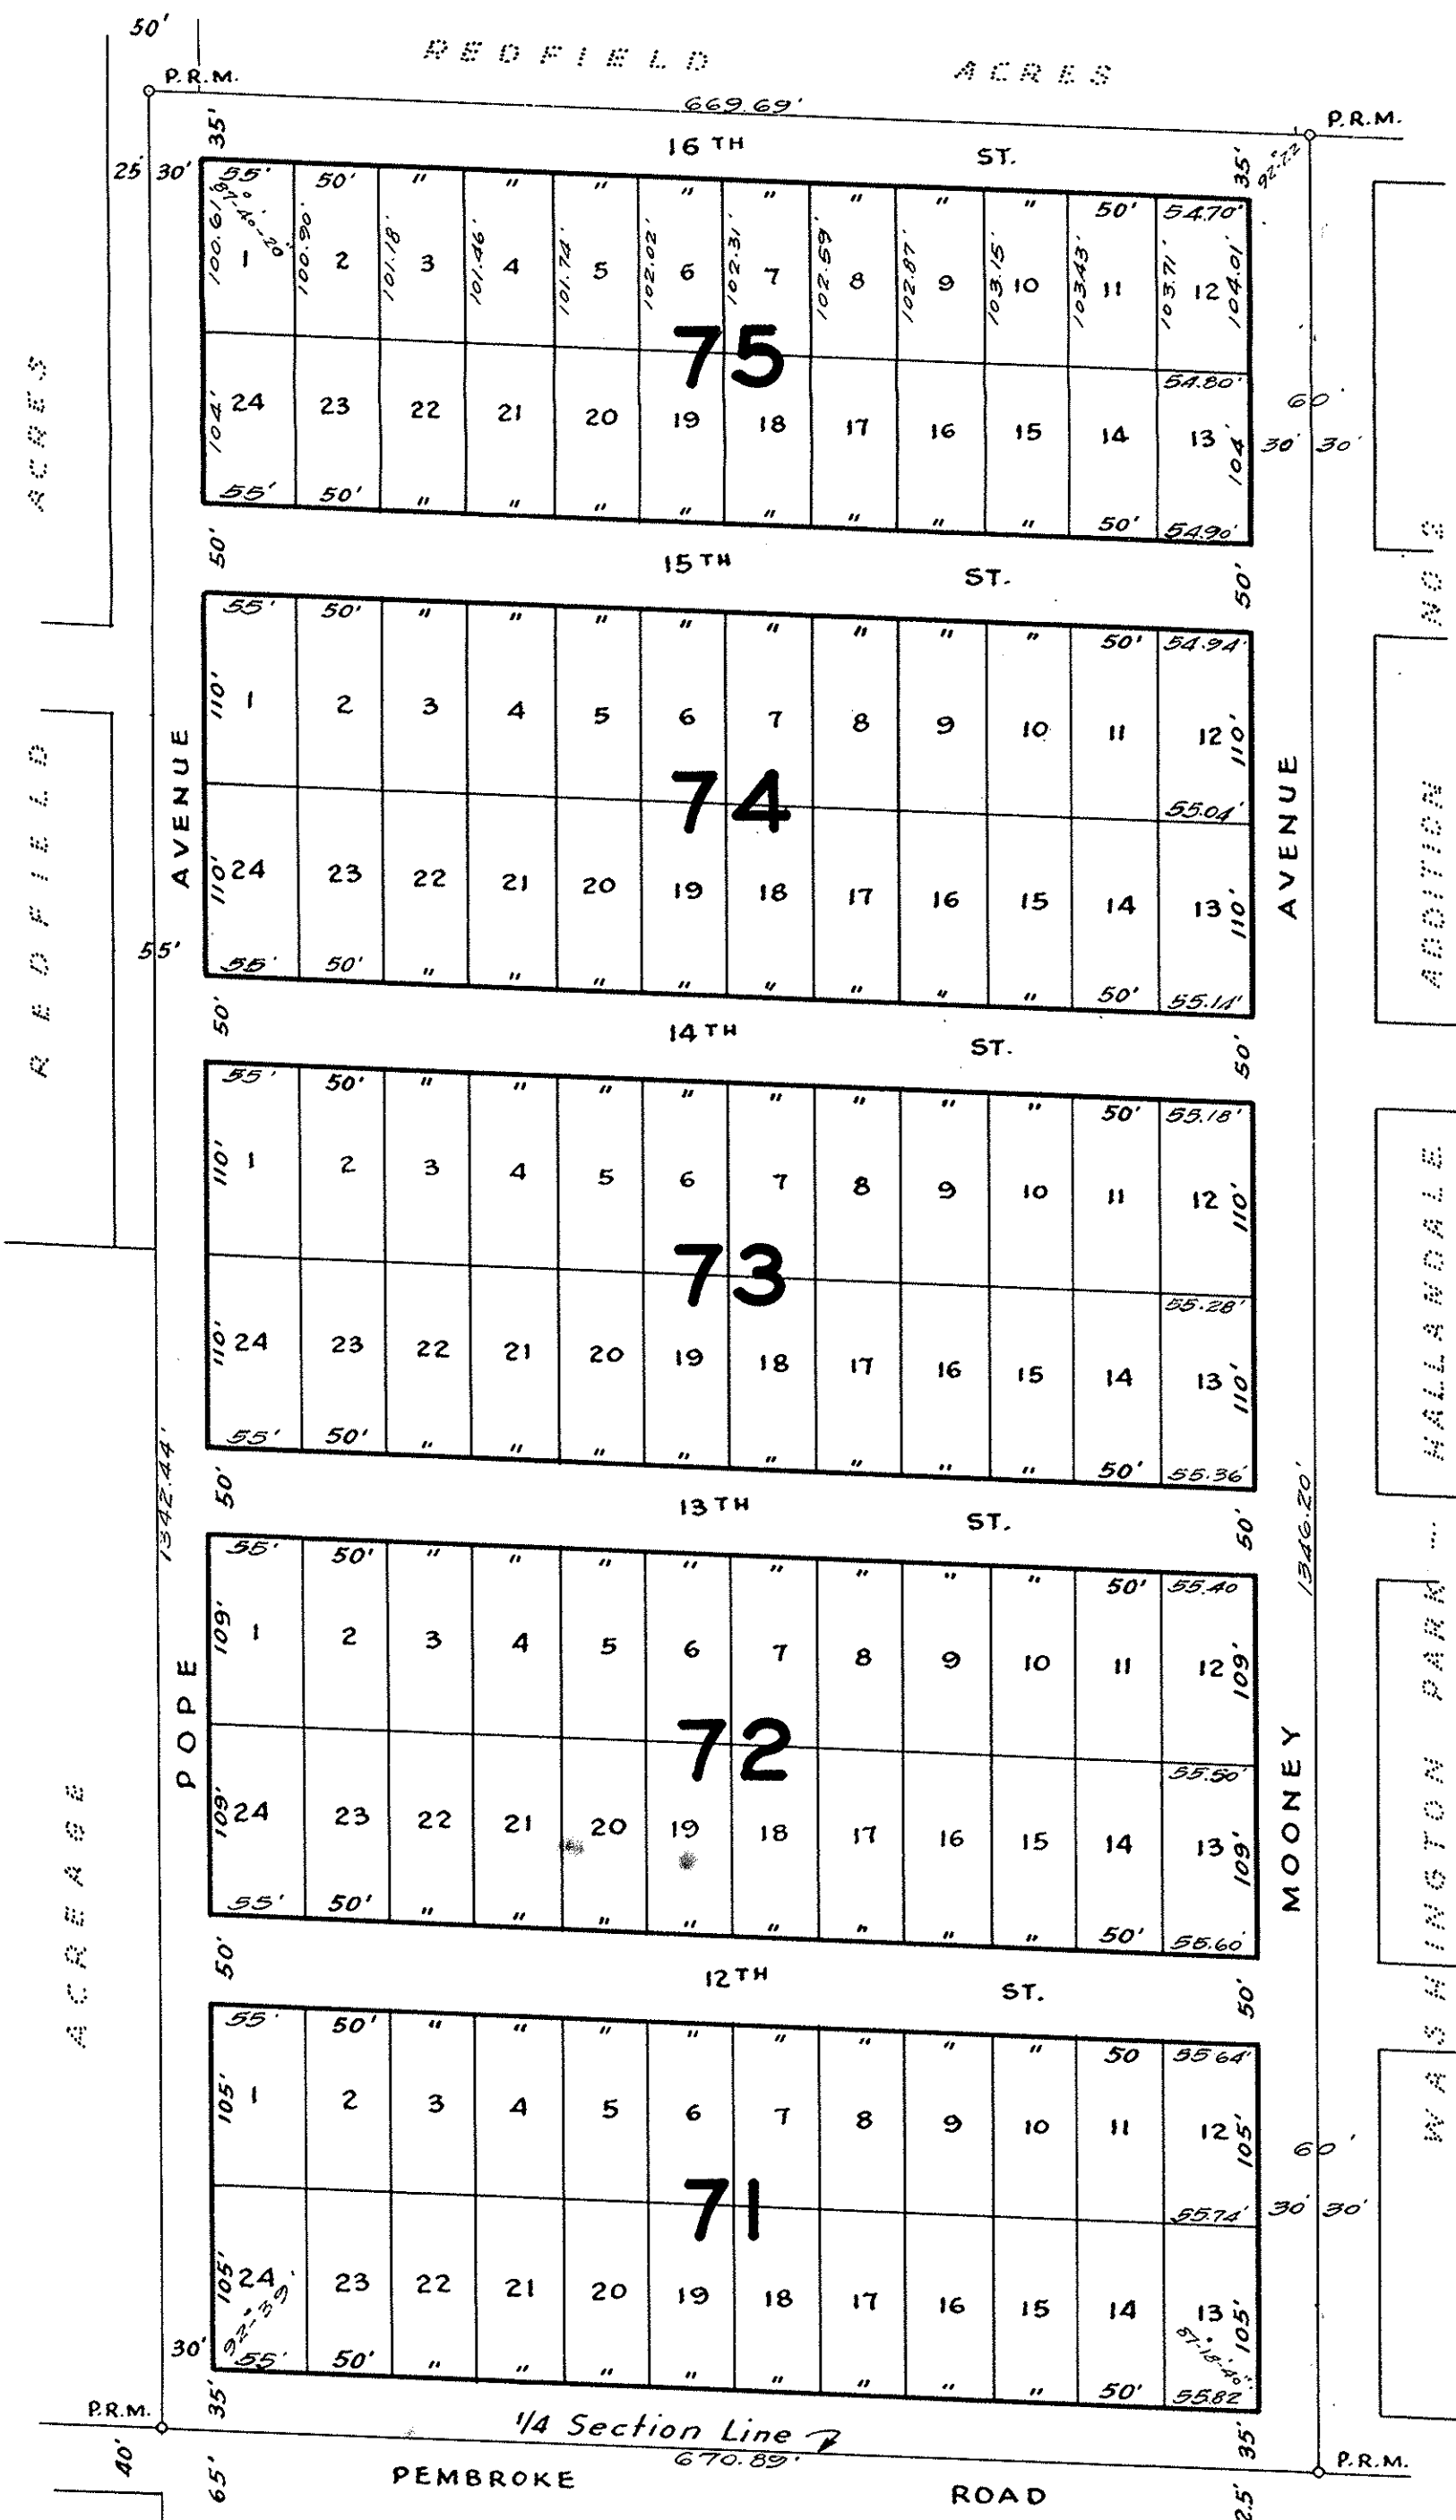 50'
REDFIELD ACRES
P.R.M.
669.69'
P.R.M.
35'
16TH ST.
35'
92°22
25' 30'
55' 50' " " " " " " " " 50' 54.70'
100.61' 100.90' 101.18' 101.46' 101.74' 102.02' 102.31' 102.59' 102.87' 103.15' 103.43' 103.71' 104.01'
1 2 3 4 5 6 7 8 9 10 11 12
75
54.80'
60'
30' 30'
104' 24 23 22 21 20 19 18 17 16 15 14 13 104'
55' 50' " " " " " " " " 50' 54.90'
50' 15TH ST. 50'
55' 50' " " " " " " " " 50' 54.94'
110' 1 2 3 4 5 6 7 8 9 10 11 12 110'
74
55.04'
110' 24 23 22 21 20 19 18 17 16 15 14 13 110'
55'
55' 50' " " " " " " " " 50' 55.14'
50' 14TH ST. 50'
55' 50' " " " " " " " " 50' 55.18'
110' 1 2 3 4 5 6 7 8 9 10 11 12 110'
73
55.28'
110' 24 23 22 21 20 19 18 17 16 15 14 13 110'
55' 50' " " " " " " " " 50' 55.36'
50' 13TH ST. 50'
1342.44'
1346.20'
55' 50' " " " " " " " " 50' 55.40
109' 1 2 3 4 5 6 7 8 9 10 11 12 109'
72
55.50'
109' 24 23 22 21 20 19 18 17 16 15 14 13 109'
55' 50' " " " " " " " " 50' 55.60'
50' 12TH ST. 50'
55' 50' " " " " " " " " 50 55 64'
105' 1 2 3 4 5 6 7 8 9 10 11 12 105'
71
60'
55.74' 30' 30'
105' 24 23 22 21 20 19 18 17 16 15 14 13 105'
92°-39'
30' 55' 50' " " " " " " " " 50' 55.82
P.R.M. 35' 1/4 Section Line 35' P.R.M.
670.89'
40' 65' PEMBROKE ROAD 25'
POPE AVENUE
MOONEY AVENUE
REDFIELD ACRES
ACREAGE
WASHINGTON PARK --- HALLANDALE ADDITION NO 2